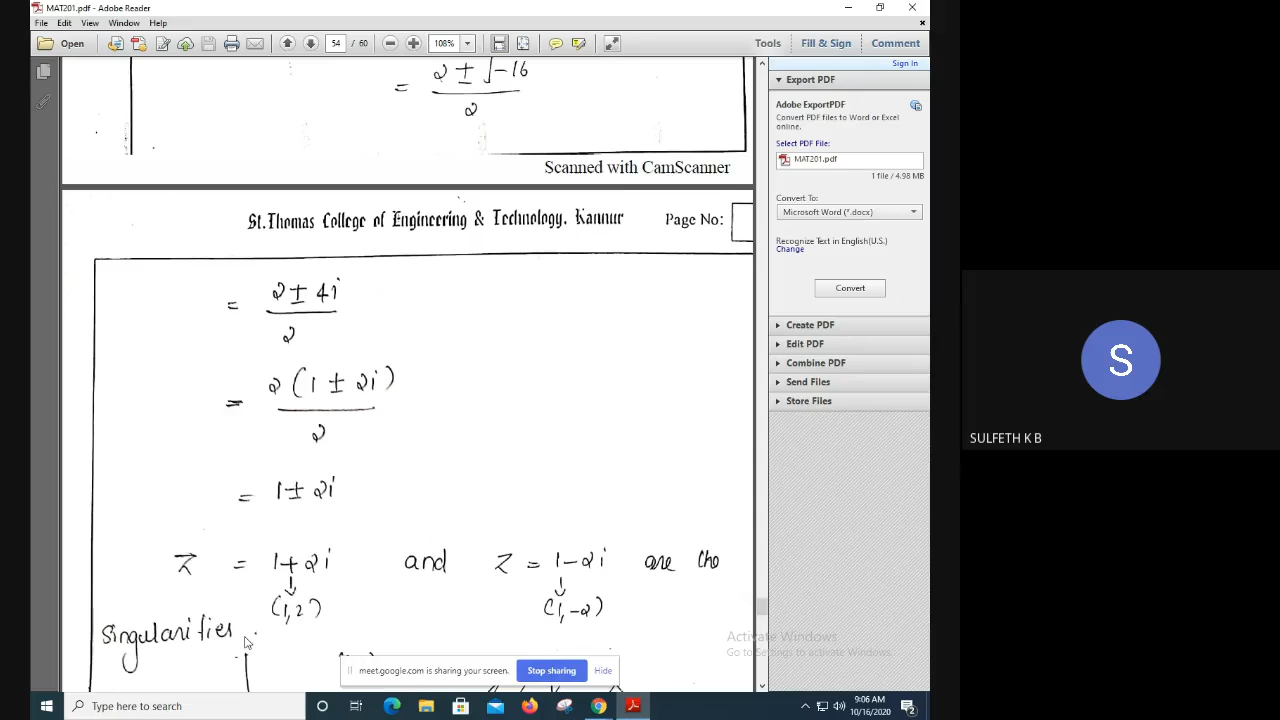 MAT201.pdf - Adobe Reader
File Edit View Window Help
Open 54 / 60 108% Tools Fill & Sign Comment
Sign In
= 2 ± √-16
2
Scanned with CamScanner
St.Thomas College of Engineering & Technology, Kannur Page No:
= 2 ± 4i
2
= 2 (1 ± 2i)
2
= 1 ± 2i
z = 1+2i and z = 1-2i are the
(1,2) (1,-2)
singularities.
Export PDF
Adobe ExportPDF
Convert PDF files to Word or Excel
online.
Select PDF File:
MAT201.pdf
1 file / 4.98 MB
Convert To:
Microsoft Word (*.docx)
Recognize Text in English(U.S.)
Change
Convert
Create PDF
Edit PDF
Combine PDF
Send Files
Store Files
S
SULFETH K B
Activate Windows
Go to Settings to activate Windows.
meet.google.com is sharing your screen. Stop sharing Hide
Type here to search
9:06 AM
10/16/2020
2